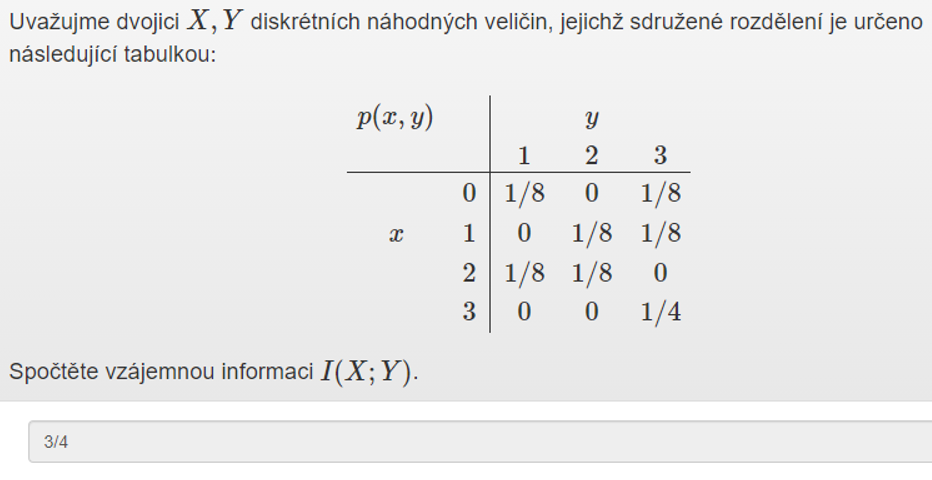 Uvažujme dvojici X, Y diskrétních náhodných veličin, jejichž sdružené rozdělení je určeno
následující tabulkou:
p(x, y) y
1 2 3
0 1/8 0 1/8
x 1 0 1/8 1/8
2 1/8 1/8 0
3 0 0 1/4
Spočtěte vzájemnou informaci I(X; Y).
3/4